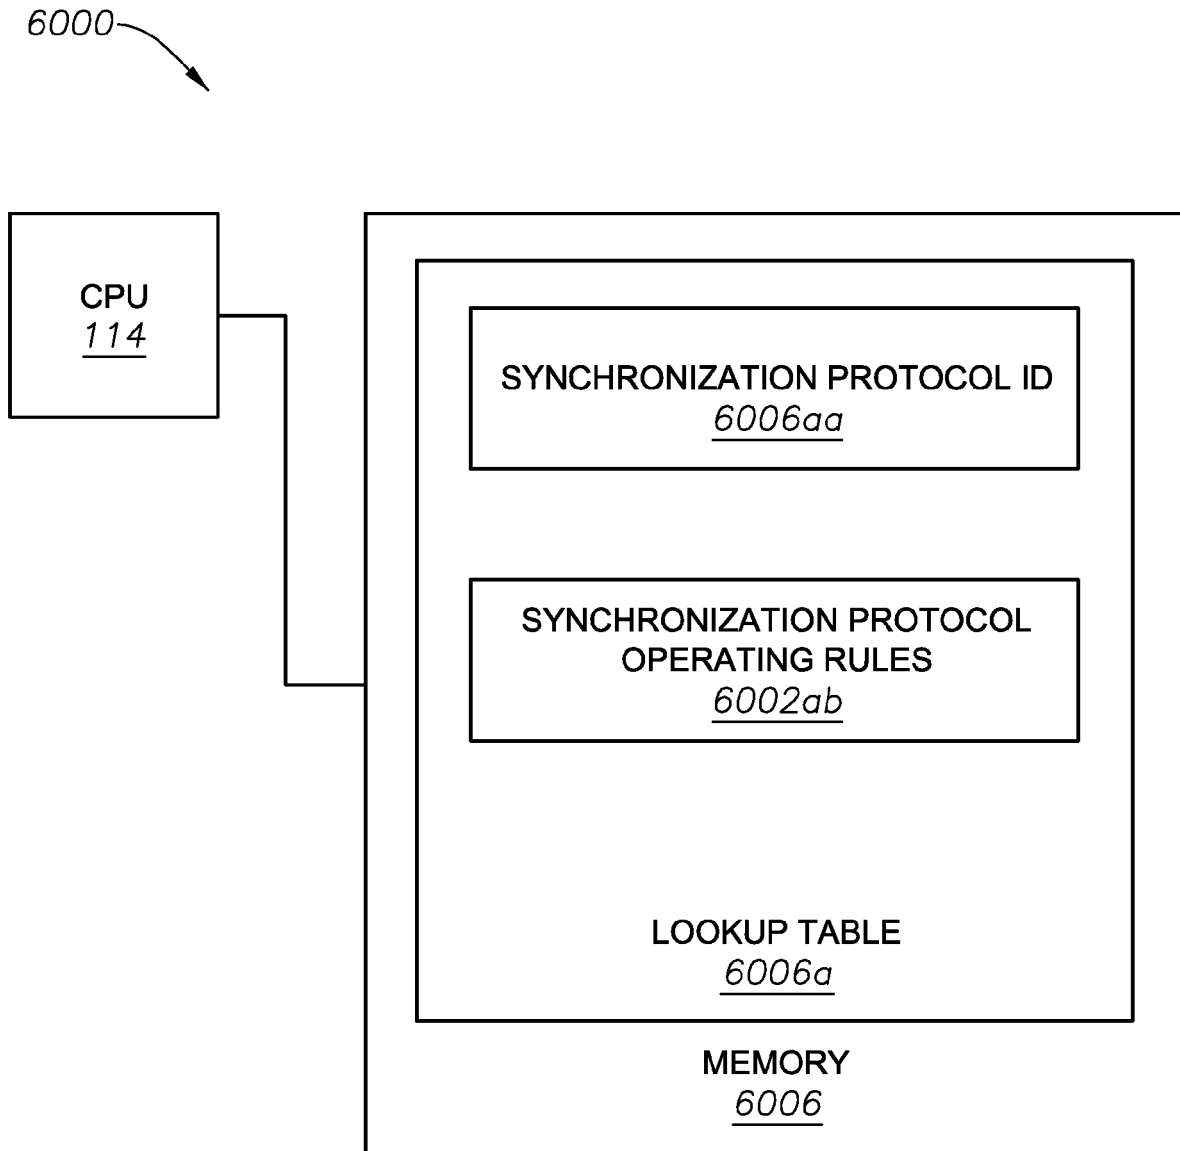 6000
CPU
114
SYNCHRONIZATION PROTOCOL ID
6006aa
SYNCHRONIZATION PROTOCOL
OPERATING RULES
6002ab
LOOKUP TABLE
6006a
MEMORY
6006